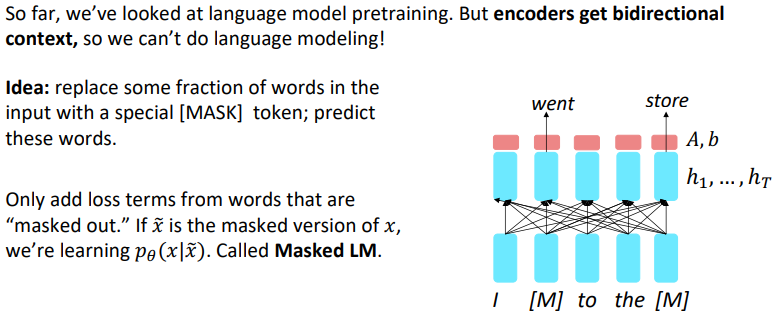 So far, we’ve looked at language model pretraining. But encoders get bidirectional
context, so we can’t do language modeling!
Idea: replace some fraction of words in the
input with a special [MASK] token; predict
these words.
Only add loss terms from words that are
“masked out.” If x̃ is the masked version of x,
we’re learning pθ(x|x̃). Called Masked LM.
went store
A, b
h₁, … , h_T
I [M] to the [M]